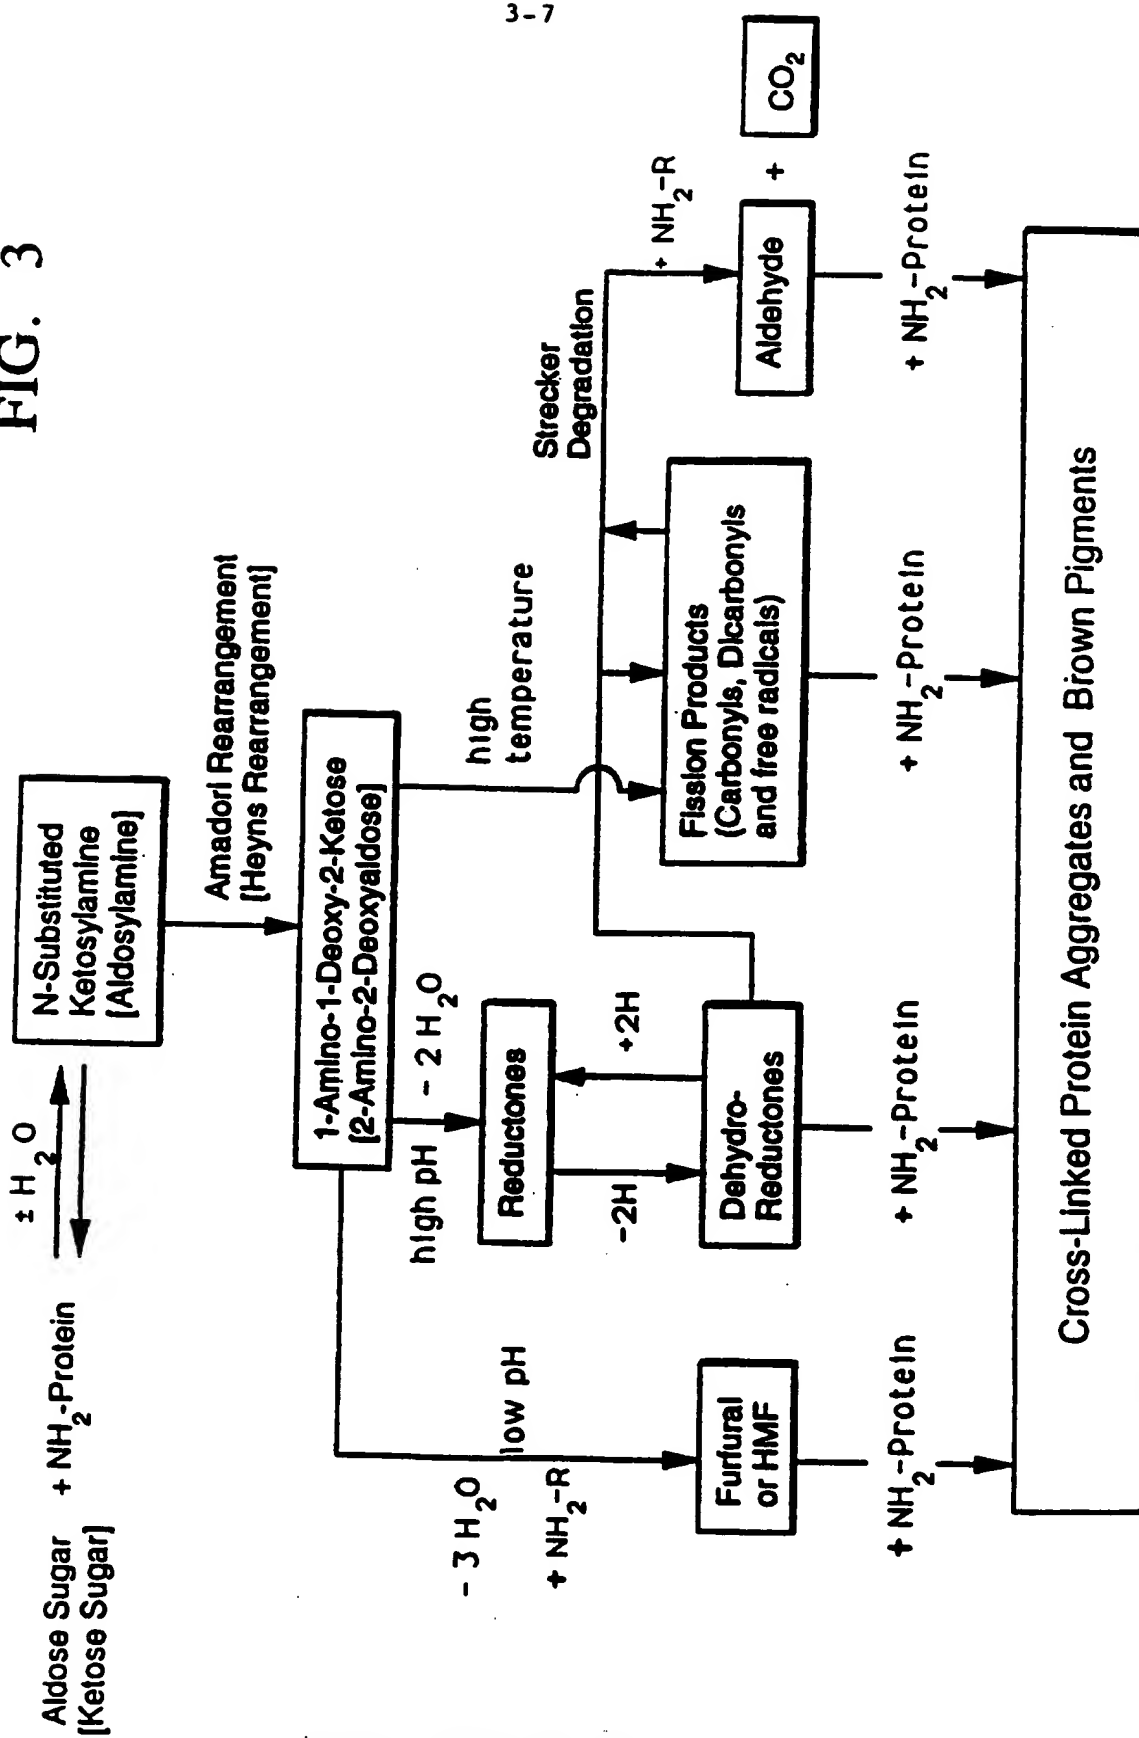 3-7
FIG. 3
Aldose Sugar
[Ketose Sugar]
+ NH2-Protein
± H2O
N-Substituted
Ketosylamine
[Aldosylamine]
Amadori Rearrangement
[Heyns Rearrangement]
1-Amino-1-Deoxy-2-Ketose
[2-Amino-2-Deoxyaldose]
- 3 H2O
+ NH2-R
low pH
high pH
- 2 H2O
high
temperature
Reductones
-2H
+2H
Strecker
Degradation
+ NH2-R
Furfural
or HMF
Dehydro-
Reductones
Fission Products
(Carbonyls, Dicarbonyls
and free radicals)
Aldehyde
+
CO2
+ NH2-Protein
+ NH2-Protein
+ NH2-Protein
+ NH2-Protein
Cross-Linked Protein Aggregates and Brown Pigments